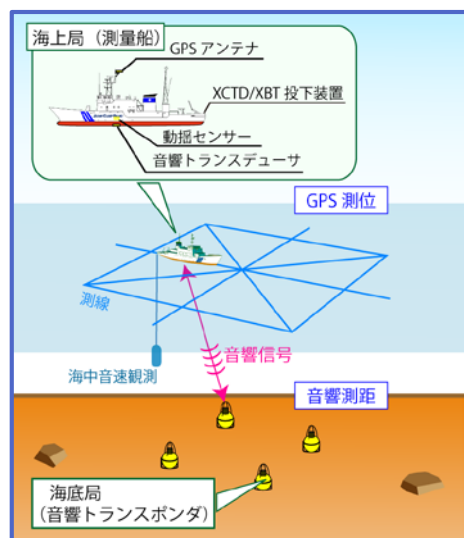 海上局（測量船）
GPS アンテナ
XCTD/XBT 投下装置
動揺センサー
音響トランスデューサ
GPS 測位
測線
音響信号
海中音速観測
音響測距
海底局
（音響トランスポンダ）